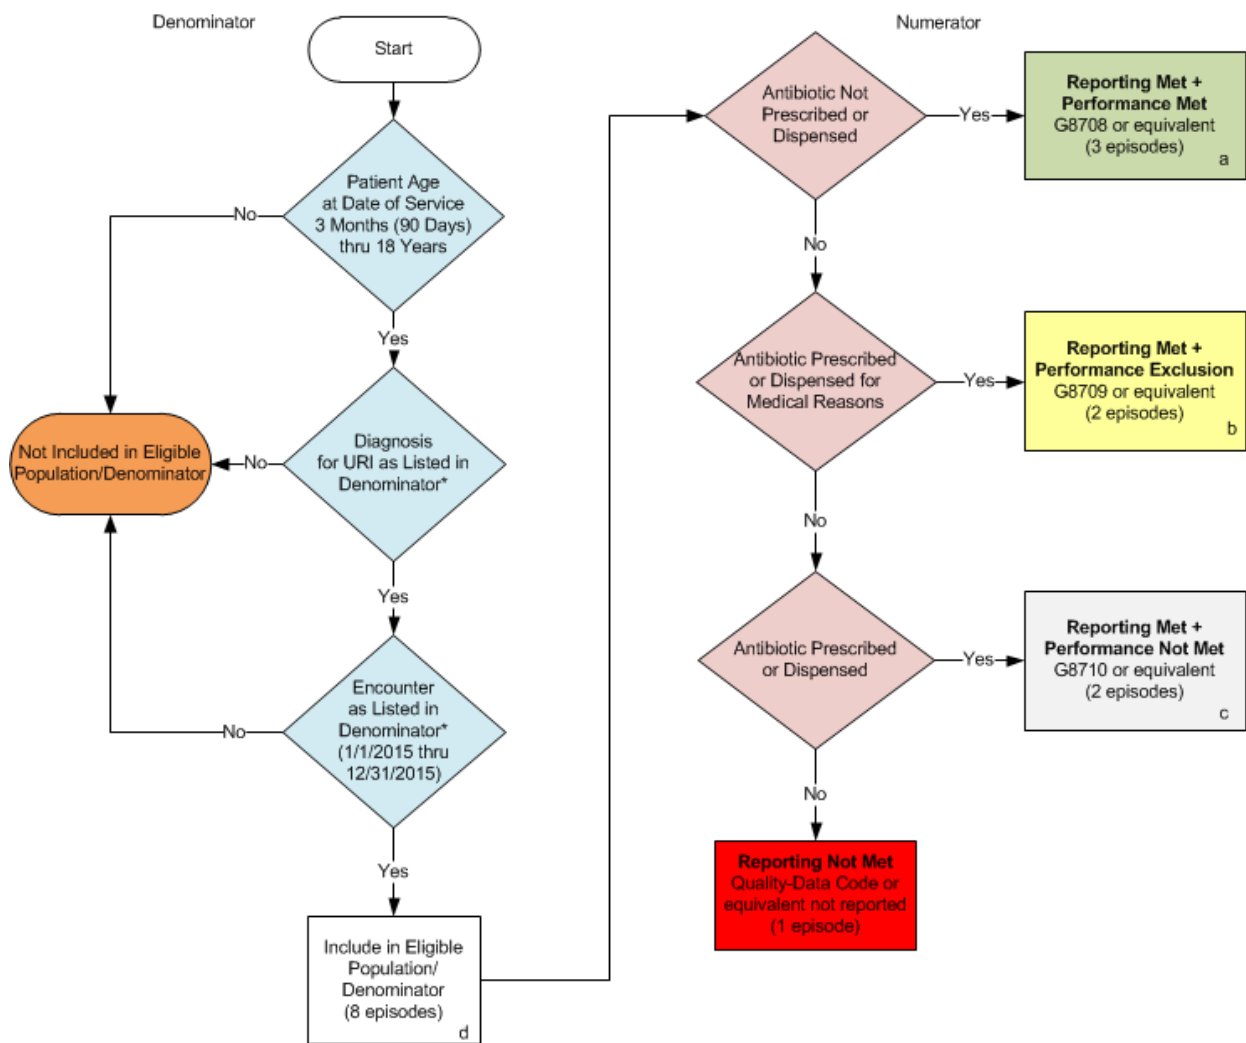 Denominator
Start
Patient Age
at Date of Service
3 Months (90 Days)
thru 18 Years
No
Yes
Diagnosis
for URI as Listed in
Denominator*
No
Not Included in Eligible
Population/Denominator
Yes
Encounter
as Listed in
Denominator*
(1/1/2015 thru
12/31/2015)
No
Yes
Include in Eligible
Population/
Denominator
(8 episodes)
d
Numerator
Antibiotic Not
Prescribed or
Dispensed
Yes
Reporting Met +
Performance Met
G8708 or equivalent
(3 episodes)
a
No
Antibiotic Prescribed
or Dispensed for
Medical Reasons
Yes
Reporting Met +
Performance Exclusion
G8709 or equivalent
(2 episodes)
b
No
Antibiotic Prescribed
or Dispensed
Yes
Reporting Met +
Performance Not Met
G8710 or equivalent
(2 episodes)
c
No
Reporting Not Met
Quality-Data Code or
equivalent not reported
(1 episode)